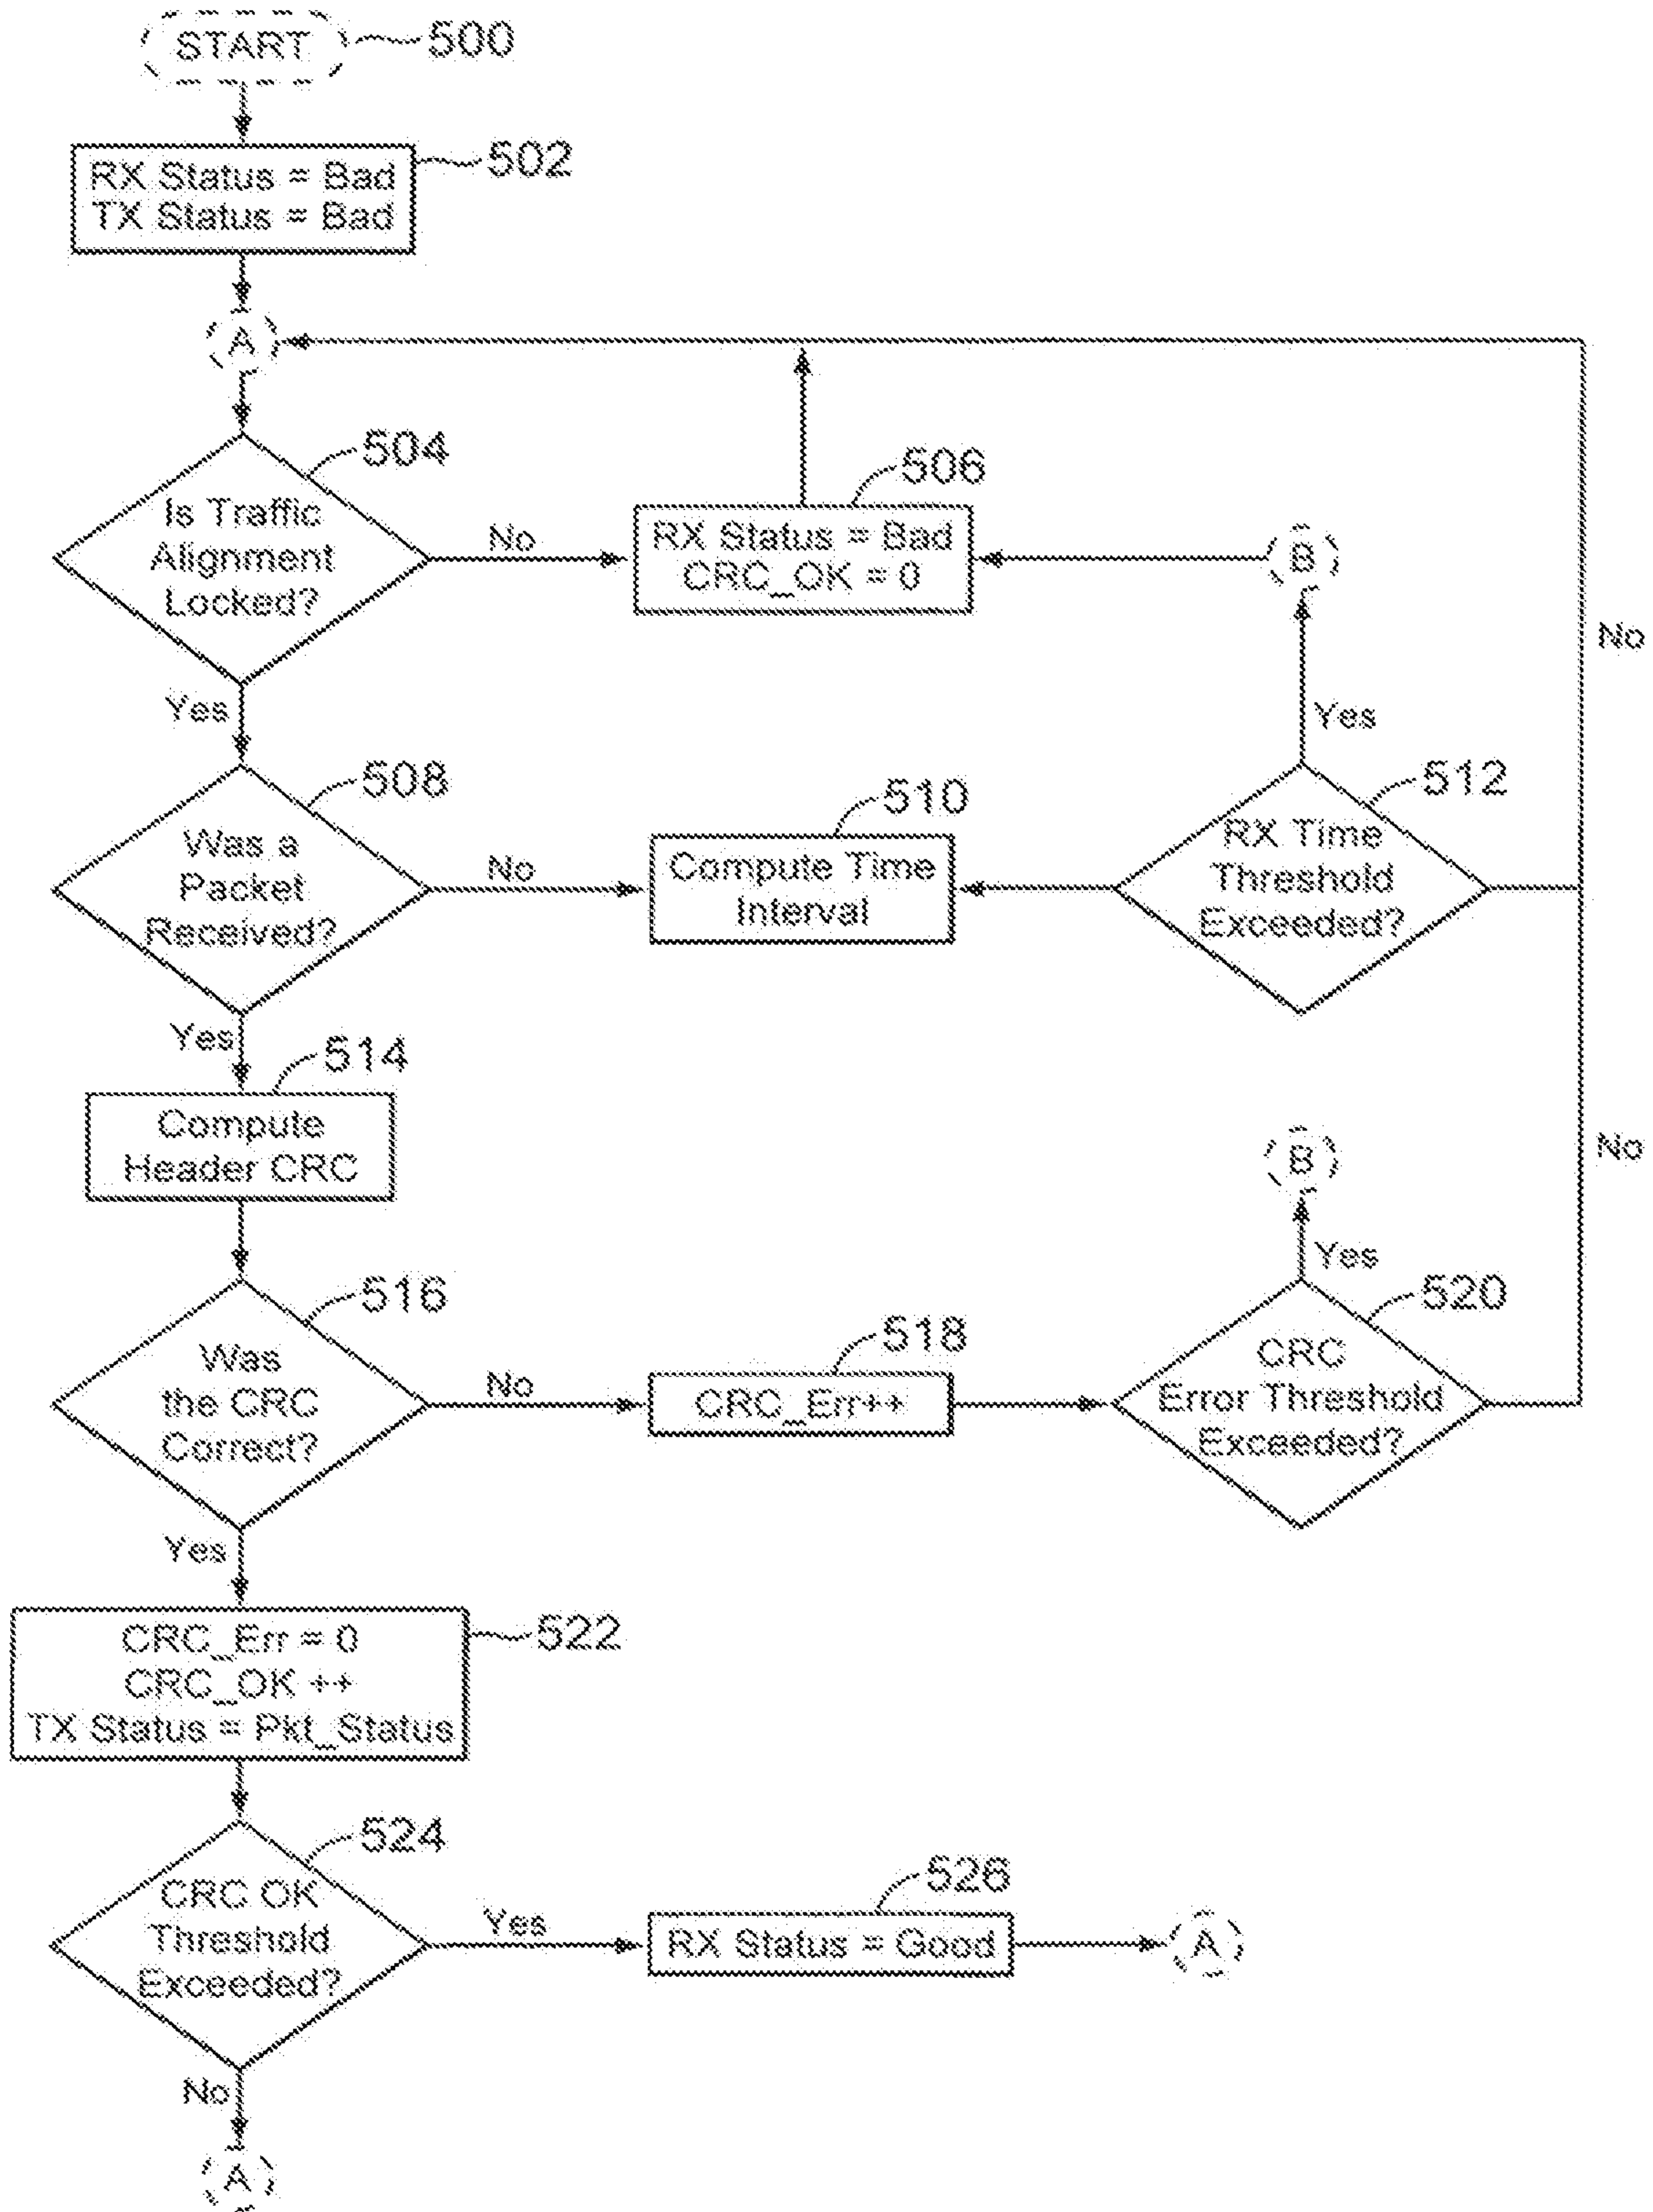 START
500
RX Status = Bad
TX Status = Bad
502
A
504
Is Traffic
Alignment
Locked?
No
506
RX Status = Bad
CRC_OK = 0
B
No
Yes
Yes
508
Was a
Packet
Received?
No
510
Compute Time
Interval
512
RX Time
Threshold
Exceeded?
Yes
514
Compute
Header CRC
B
No
Yes
516
Was
the CRC
Correct?
No
518
CRC_Err++
520
CRC
Error Threshold
Exceeded?
Yes
CRC_Err = 0
CRC_OK ++
TX Status = Pkt_Status
522
524
CRC OK
Threshold
Exceeded?
Yes
526
RX Status = Good
A
No
A